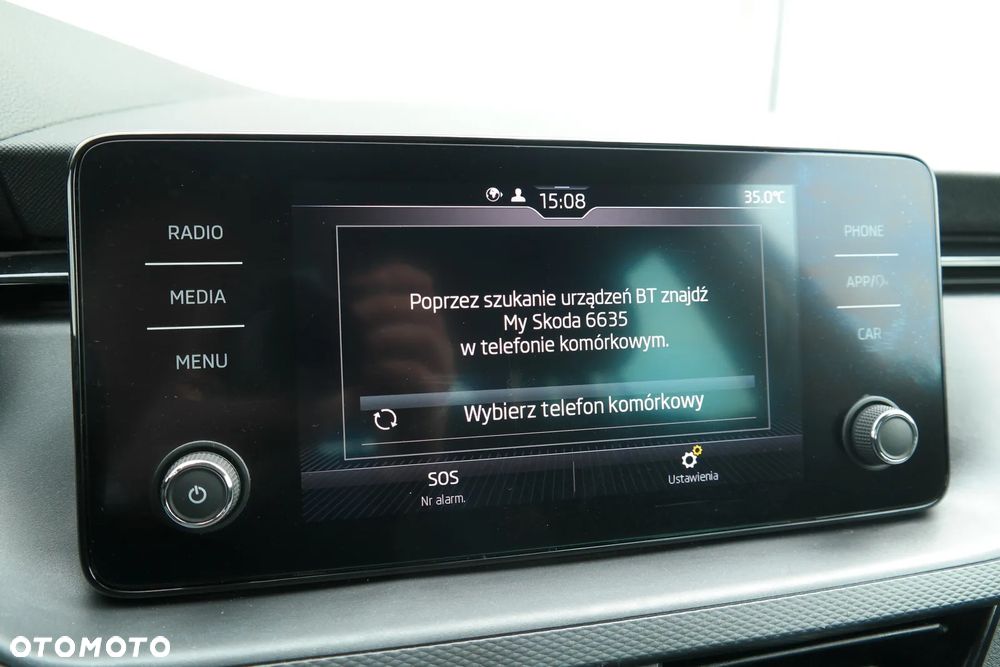 15:08
35.0°C
RADIO
MEDIA
MENU
PHONE
APP/
CAR
Poprzez szukanie urządzeń BT znajdź
My Skoda 6635
w telefonie komórkowym.
Wybierz telefon komórkowy
SOS
Nr alarm.
Ustawienia
OTOMOTO